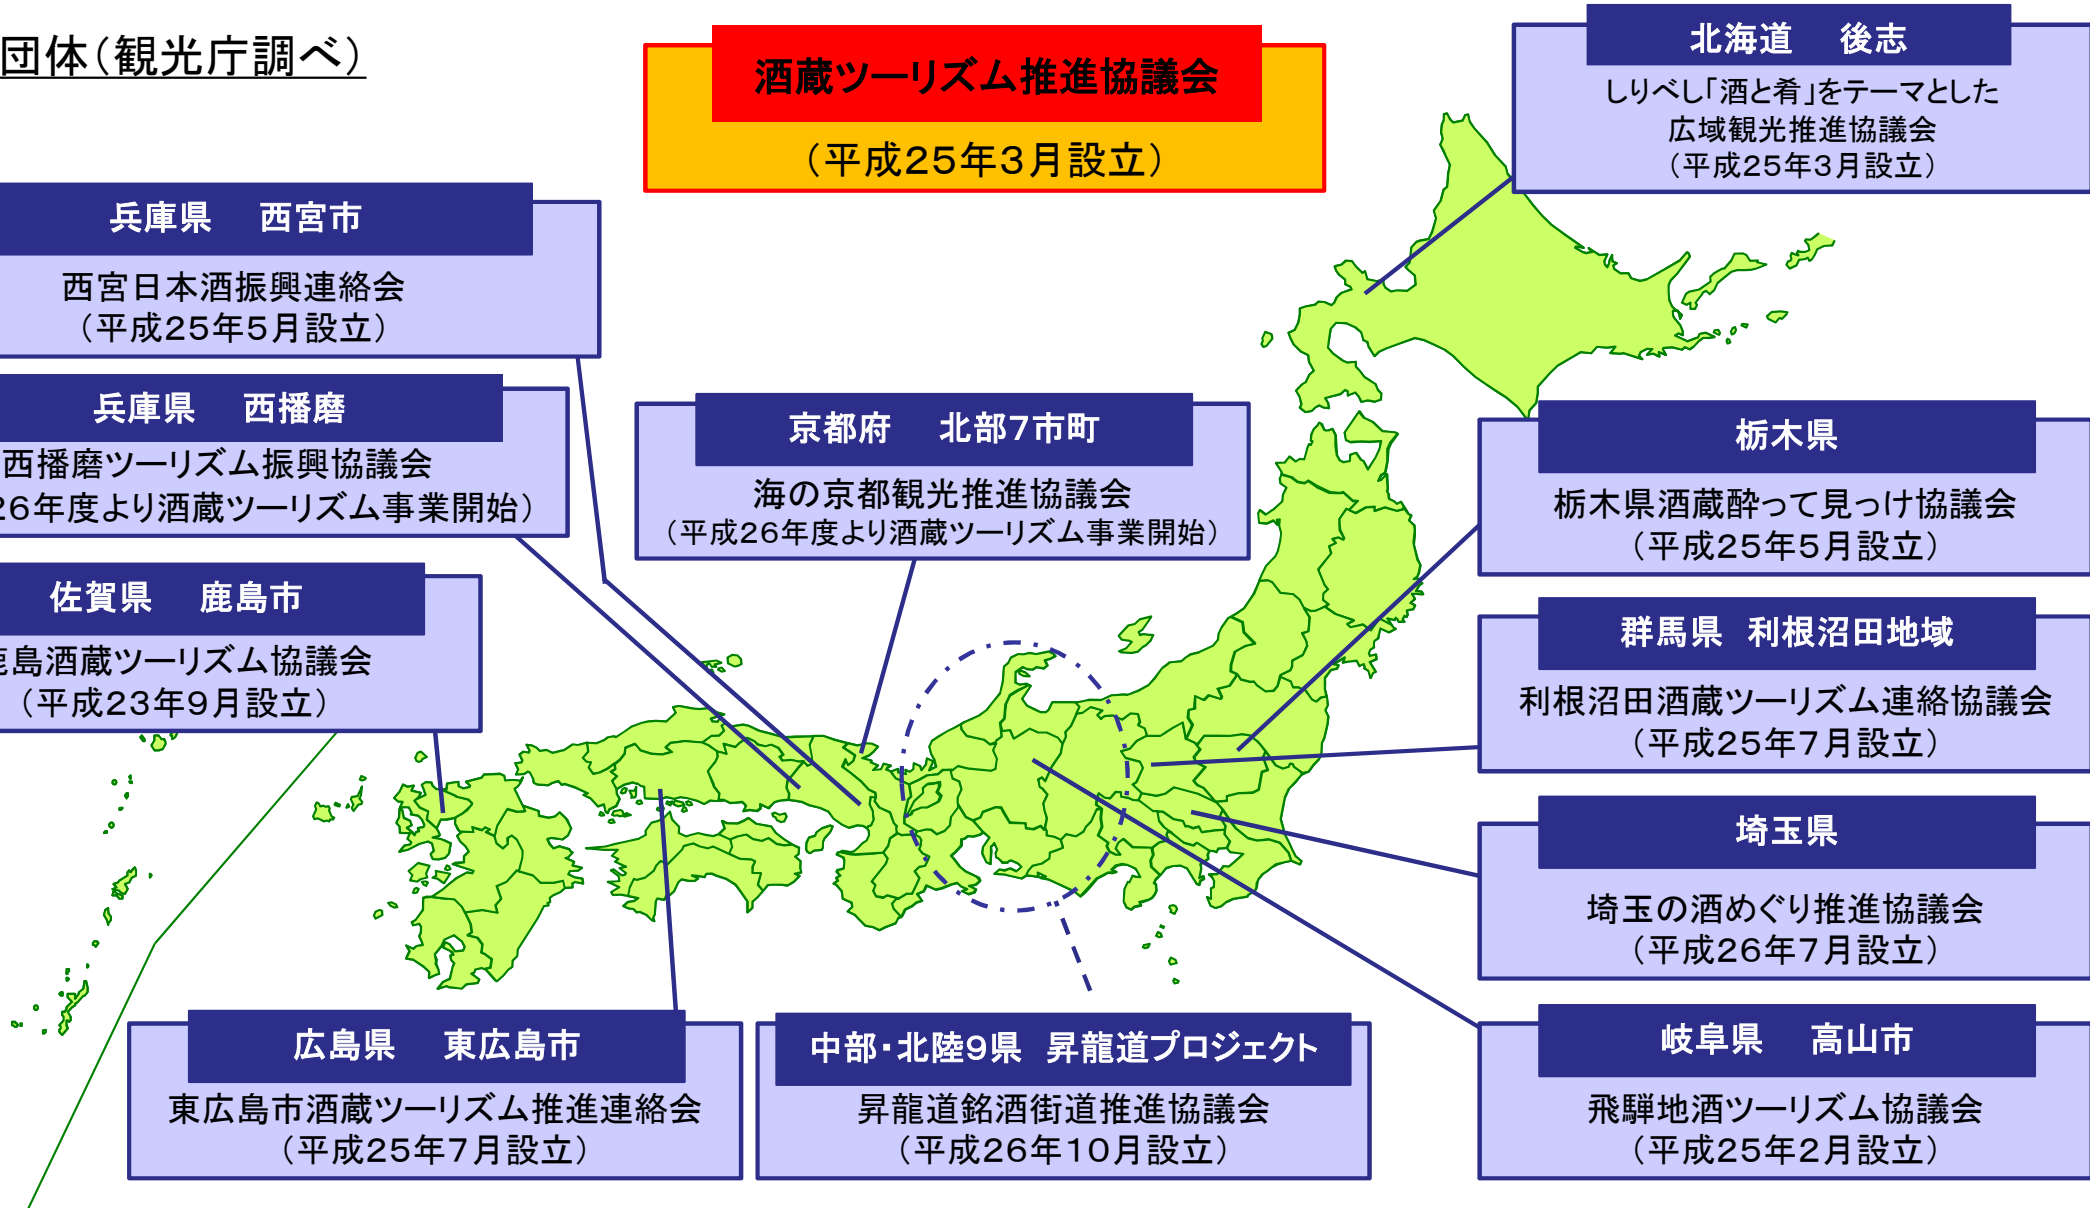 団体（観光庁調べ）
酒蔵ツーリズム推進協議会
（平成25年3月設立）
北海道　後志
しりべし「酒と肴」をテーマとした
広域観光推進協議会
（平成25年3月設立）
兵庫県　西宮市
西宮日本酒振興連絡会
（平成25年5月設立）
兵庫県　西播磨
西播磨ツーリズム振興協議会
26年度より酒蔵ツーリズム事業開始）
京都府　北部7市町
海の京都観光推進協議会
（平成26年度より酒蔵ツーリズム事業開始）
栃木県
栃木県酒蔵酔って見っけ協議会
（平成25年5月設立）
佐賀県　鹿島市
鹿島酒蔵ツーリズム協議会
（平成23年9月設立）
群馬県　利根沼田地域
利根沼田酒蔵ツーリズム連絡協議会
（平成25年7月設立）
埼玉県
埼玉の酒めぐり推進協議会
（平成26年7月設立）
広島県　東広島市
東広島市酒蔵ツーリズム推進連絡会
（平成25年7月設立）
中部・北陸9県　昇龍道プロジェクト
昇龍道銘酒街道推進協議会
（平成26年10月設立）
岐阜県　高山市
飛騨地酒ツーリズム協議会
（平成25年2月設立）